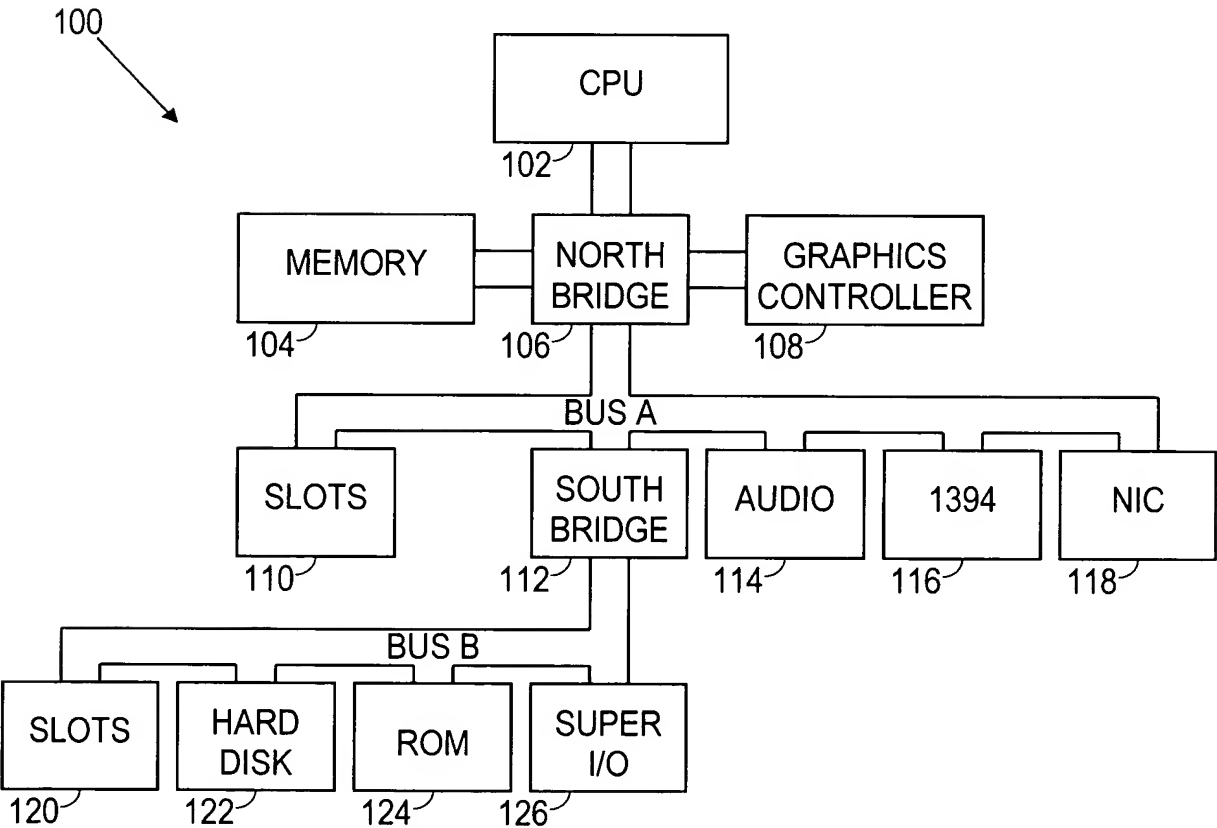 100
CPU
102
MEMORY
NORTH
BRIDGE
GRAPHICS
CONTROLLER
104
106
108
BUS A
SLOTS
SOUTH
BRIDGE
AUDIO
1394
NIC
110
112
114
116
118
BUS B
SLOTS
HARD
DISK
ROM
SUPER
I/O
120
122
124
126